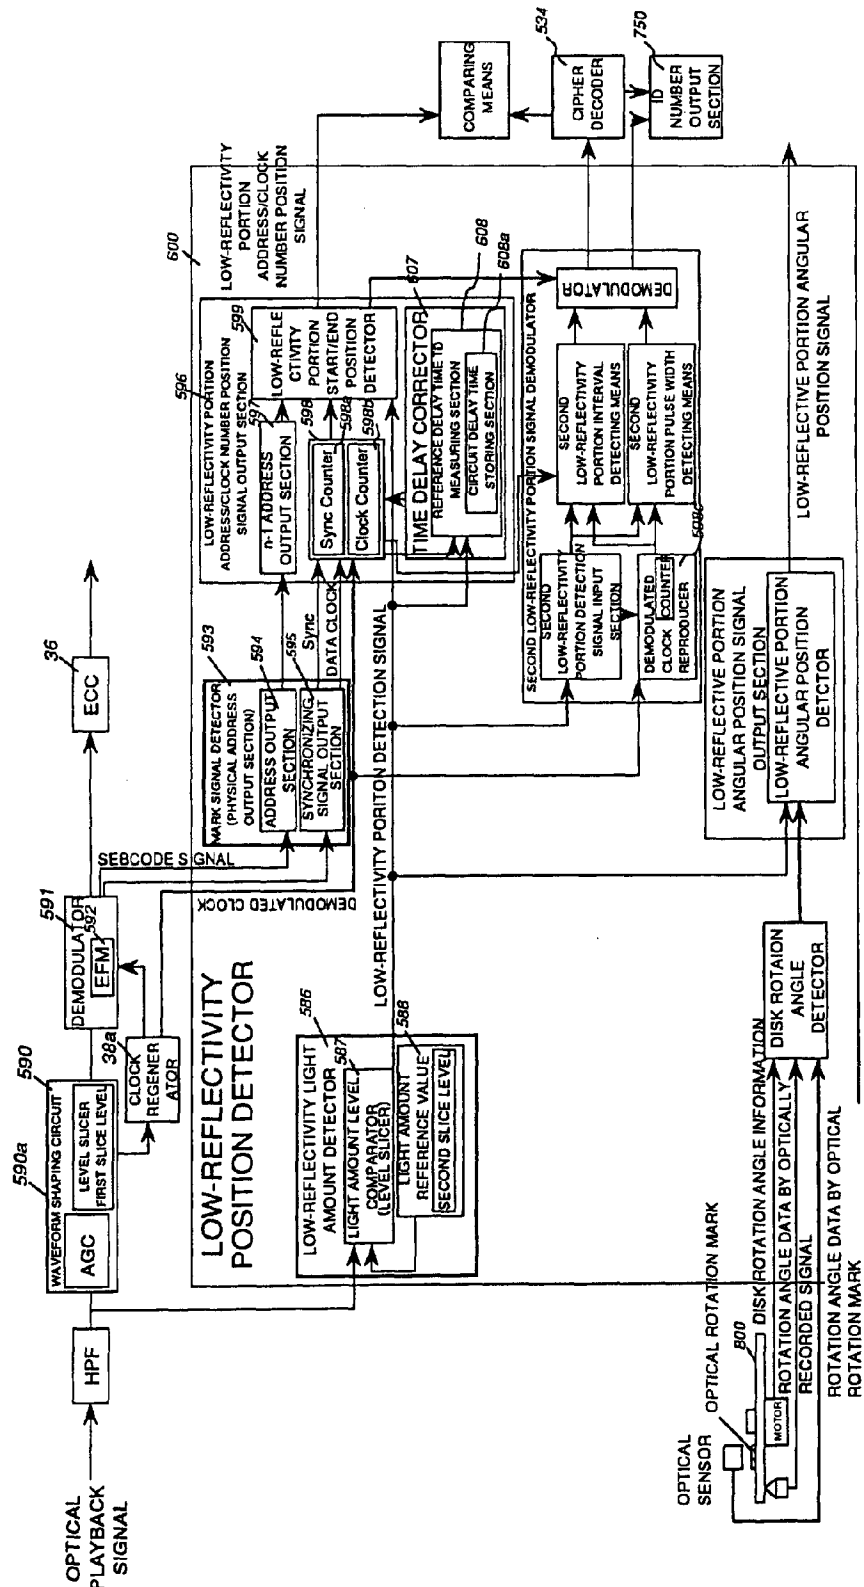 OPTICAL
PLAYBACK
SIGNAL
HPF
590a
590
WAVEFORM SHAPING CIRCUIT
AGC
LEVEL SLICER
FIRST SLICE LEVEL
38a
CLOCK
REGENER
ATOR
591
DEMODULATOR
592
EFM
36
ECC
SEBCODE SIGNAL
DEMODULATED CLOCK
LOW-REFLECTIVITY
POSITION DETECTOR
600
586
LOW-REFLECTIVITY LIGHT
AMOUNT DETECTOR
587
LIGHT AMOUNT LEVEL
COMPARATOR
(LEVEL SLICER)
588
LIGHT AMOUNT
REFERENCE VALUE
SECOND SLICE LEVEL
LOW-REFLECTIVITY PORITON DETECTION SIGNAL
593
MARK SIGNAL DETECTOR
(PHYSICAL ADDRESS
OUTPUT SECTION)
594
ADDRESS OUTPUT
SECTION
595
SYNCHRONIZING
SIGNAL OUTPUT
SECTION
Sync
DATA CLOCK
596
LOW-REFLECTIVITY PORTION
ADDRESS/CLOCK NUMBER POSITION
SIGNAL OUTPUT SECTION
597
n-1 ADDRESS
OUTPUT SECTION
598
598a
Sync Counter
598b
Clock Counter
599
LOW-REFLE
CTIVITY
PORTION
START/END
POSITION
DETECTOR
LOW-REFLECTIVITY
PORTION
ADDRESS/CLOCK
NUMBER POSITION
SIGNAL
607
TIME DELAY CORRECTOR
608
REFERENCE DELAY TIME TD
MEASURING SECTION
608a
CIRCUIT DELAY TIME
STORING SECTION
COMPARING
MEANS
534
CIPHER
DECODER
750
ID
NUMBER
OUTPUT
SECTION
SECOND LOW-REFLECTIVITY PORTION SIGNAL DEMODULATOR
SECOND
LOW-REFLECTIVITY
PORTION DETECTION
SIGNAL INPUT
SECTION
DEMODULATED
CLOCK COUNTER
REPRODUCER
598c
SECOND
LOW-REFLECTIVITY
PORTION INTERVAL
DETECTING MEANS
SECOND
LOW-REFLECTIVITY
PORTION PULSE WIDTH
DETECTING MEANS
DEMODULATOR
LOW-REFLECTIVE PORTION
ANGULAR POSITION SIGNAL
OUTPUT SECTION
LOW-REFLECTIVE PORTION
ANGULAR POSITION
DETCTOR
LOW-REFLECTIVE PORTION ANGULAR
POSITION SIGNAL
DISK ROTAION
ANGLE
DETECTOR
OPTICAL
SENSOR
OPTICAL ROTATION MARK
800
MOTOR
DISK ROTATION ANGLE INFORMATION
ROTATION ANGLE DATA BY OPTICALLY
RECORDED SIGNAL
ROTATION ANGLE DATA BY OPTICAL
ROTATION MARK